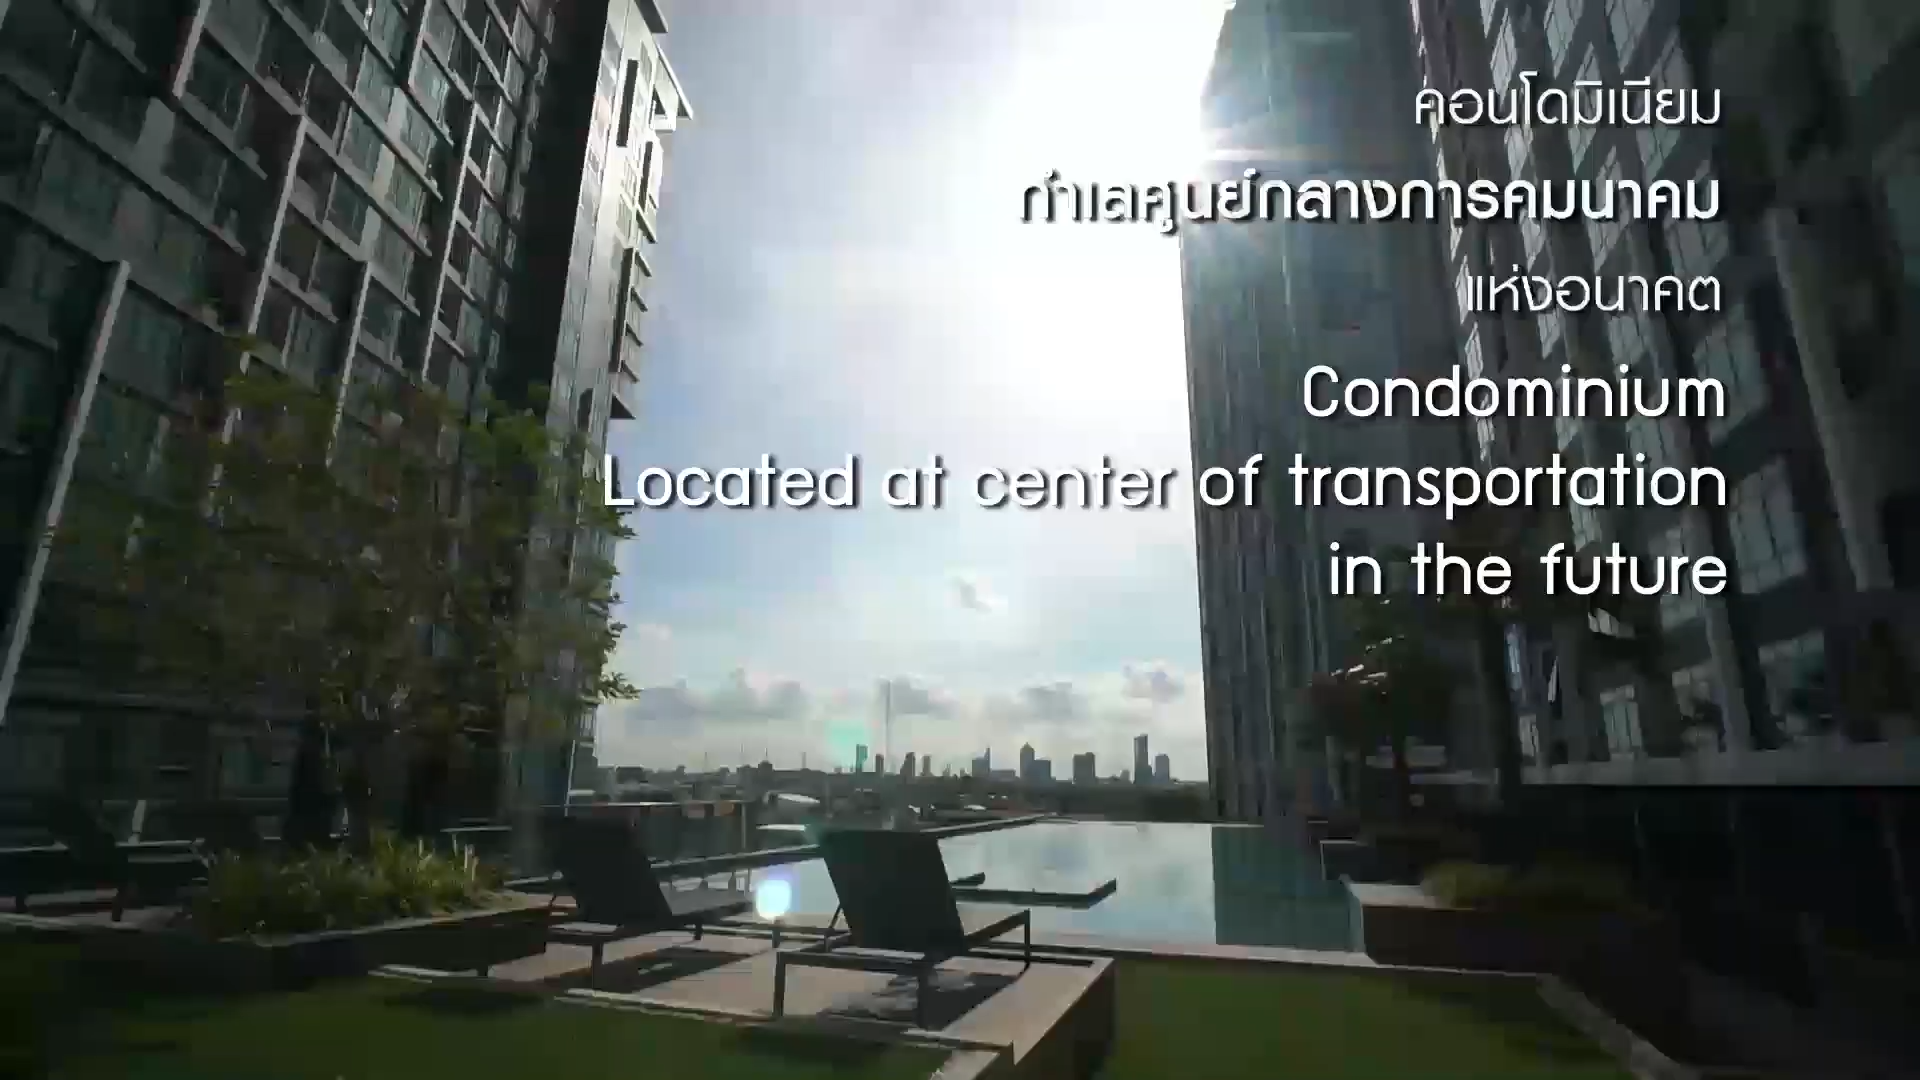 คอนโดมิเนียม
ทำเลศูนย์กลางการคมนาคม
แห่งอนาคต
Condominium
Located at center of transportation
in the future